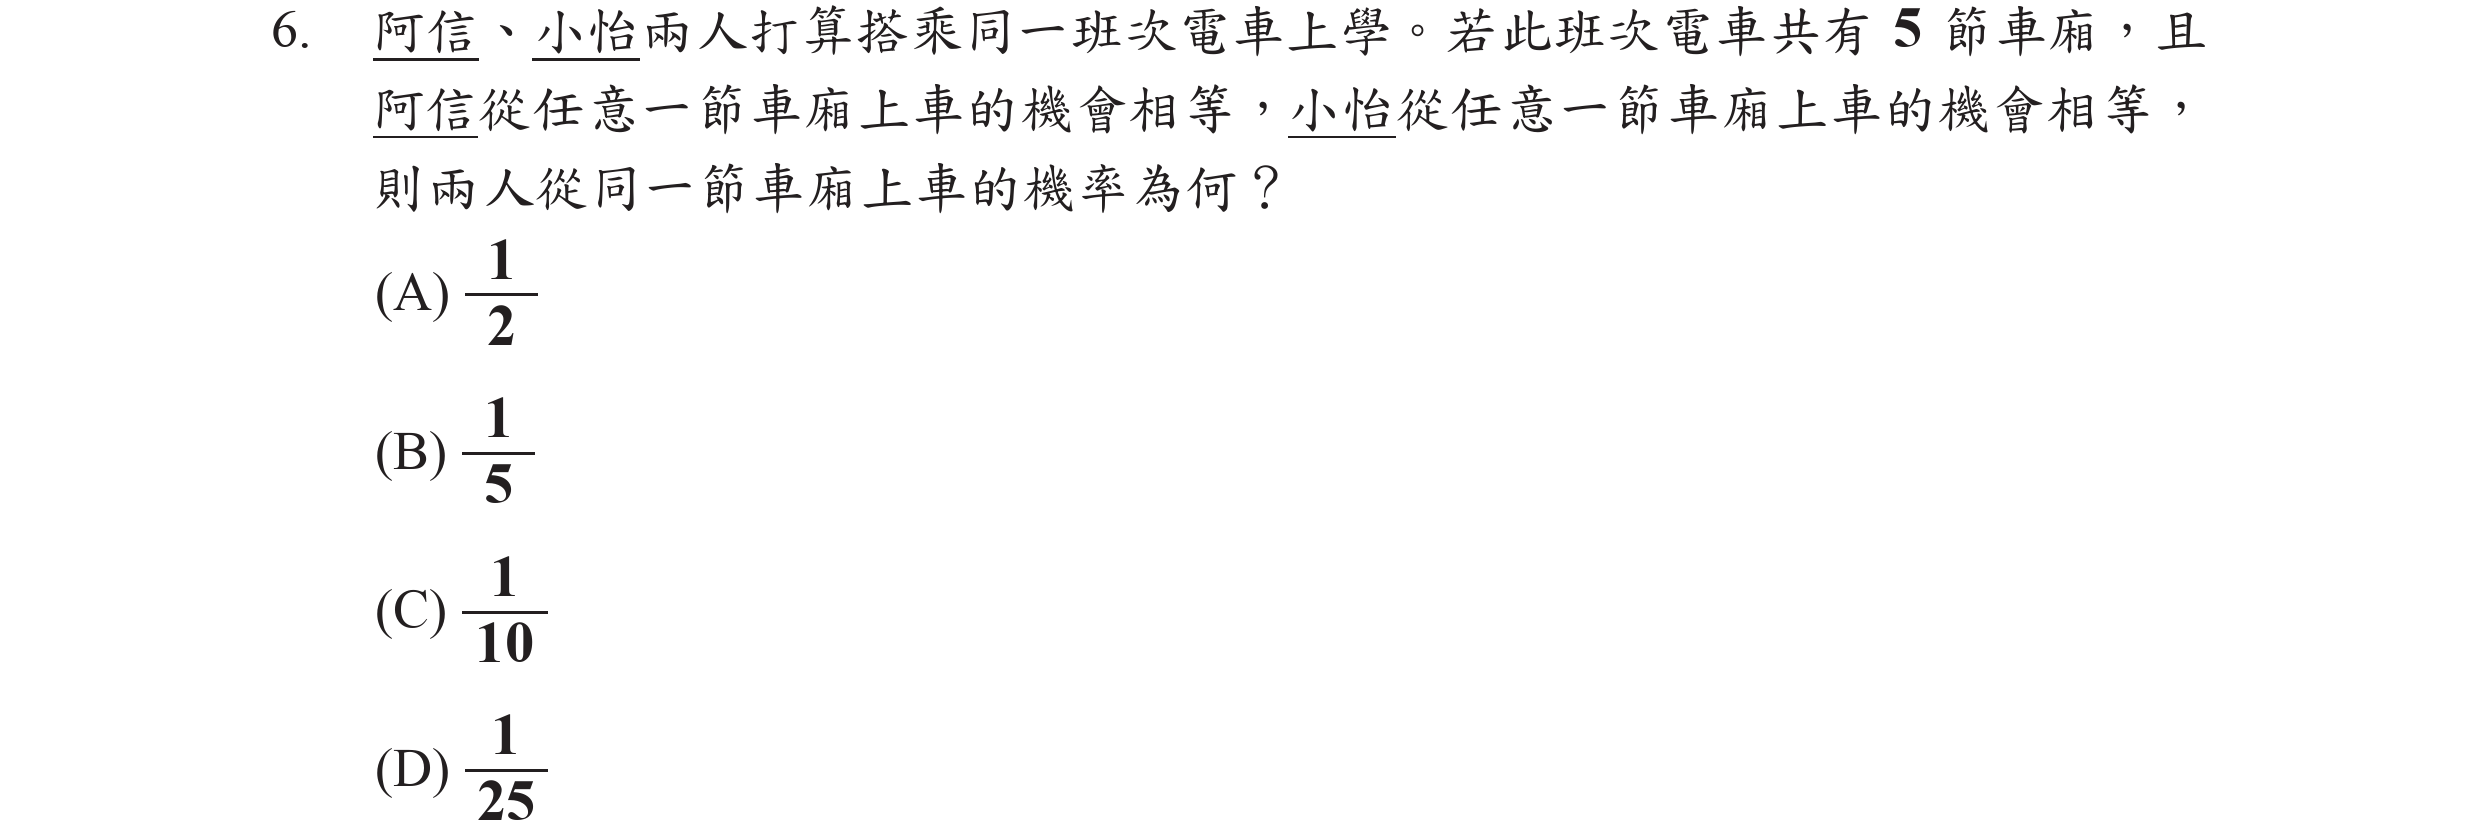 6. 阿信、小怡兩人打算搭乘同一班次電車上學。若此班次電車共有 5 節車廂，且
阿信從任意一節車廂上車的機會相等，小怡從任意一節車廂上車的機會相等，
則兩人從同一節車廂上車的機率為何？
(A) 1/2
(B) 1/5
(C) 1/10
(D) 1/25